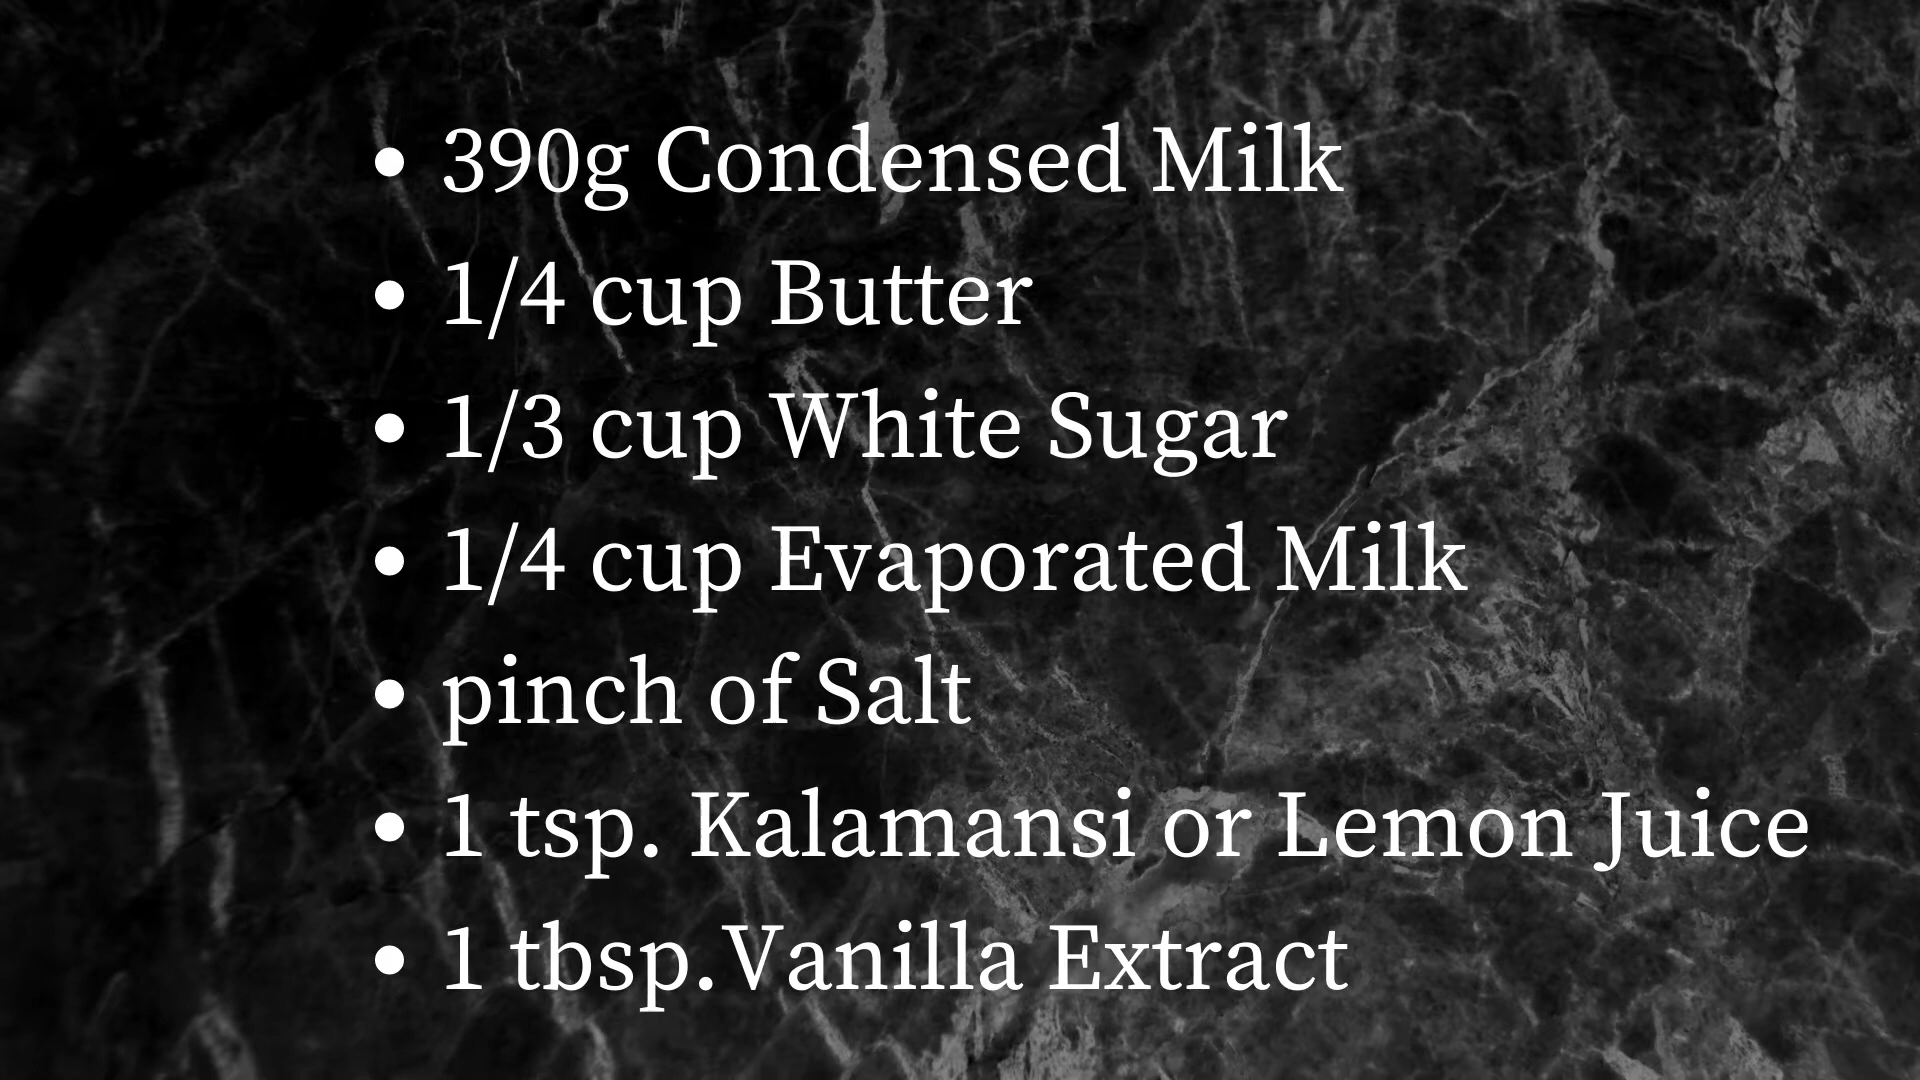 • 390g Condensed Milk
• 1/4 cup Butter
• 1/3 cup White Sugar
• 1/4 cup Evaporated Milk
• pinch of Salt
• 1 tsp. Kalamansi or Lemon Juice
• 1 tbsp.Vanilla Extract